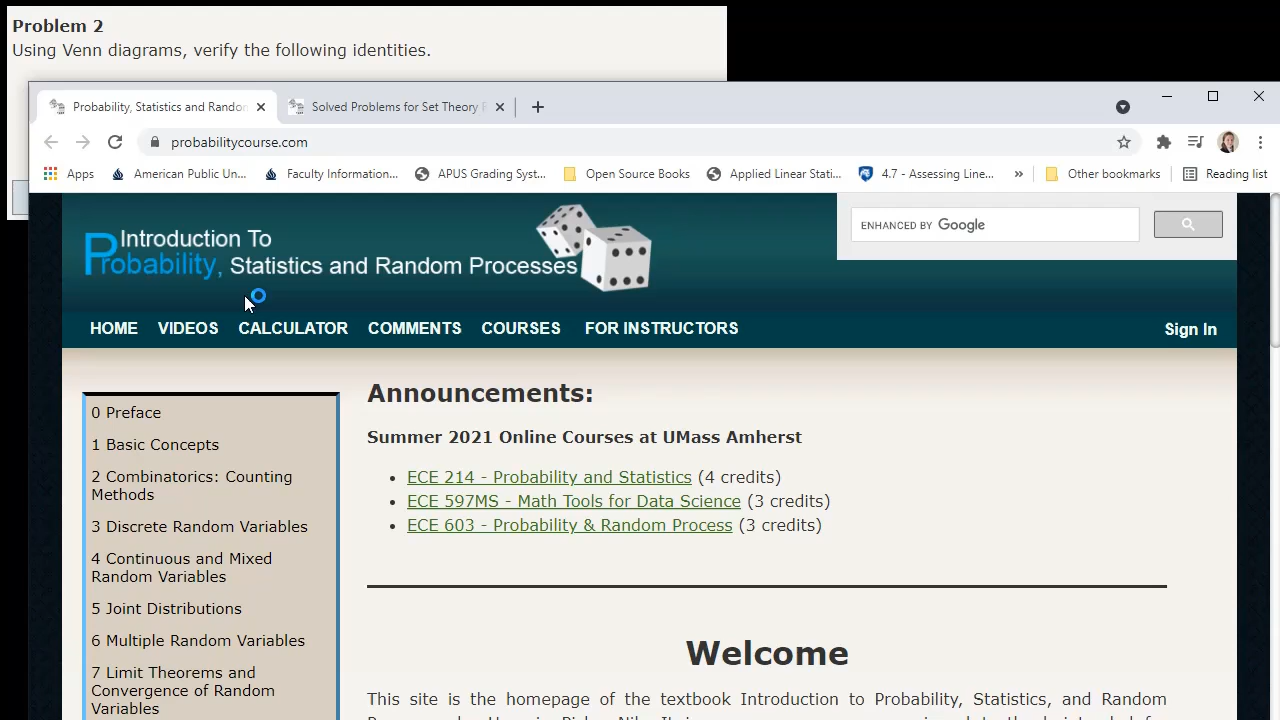 Problem 2
Using Venn diagrams, verify the following identities.
Probability, Statistics and Random
Solved Problems for Set Theory
probabilitycourse.com
Apps
American Public Un...
Faculty Information...
APUS Grading Syst...
Open Source Books
Applied Linear Stati...
4.7 - Assessing Line...
»
Other bookmarks
Reading list
Introduction To
Probability, Statistics and Random Processes
ENHANCED BY Google
HOME
VIDEOS
CALCULATOR
COMMENTS
COURSES
FOR INSTRUCTORS
Sign In
0 Preface
1 Basic Concepts
2 Combinatorics: Counting
Methods
3 Discrete Random Variables
4 Continuous and Mixed
Random Variables
5 Joint Distributions
6 Multiple Random Variables
7 Limit Theorems and
Convergence of Random
Variables
Announcements:
Summer 2021 Online Courses at UMass Amherst
• ECE 214 - Probability and Statistics (4 credits)
• ECE 597MS - Math Tools for Data Science (3 credits)
• ECE 603 - Probability & Random Process (3 credits)
Welcome
This site is the homepage of the textbook Introduction to Probability, Statistics, and Random